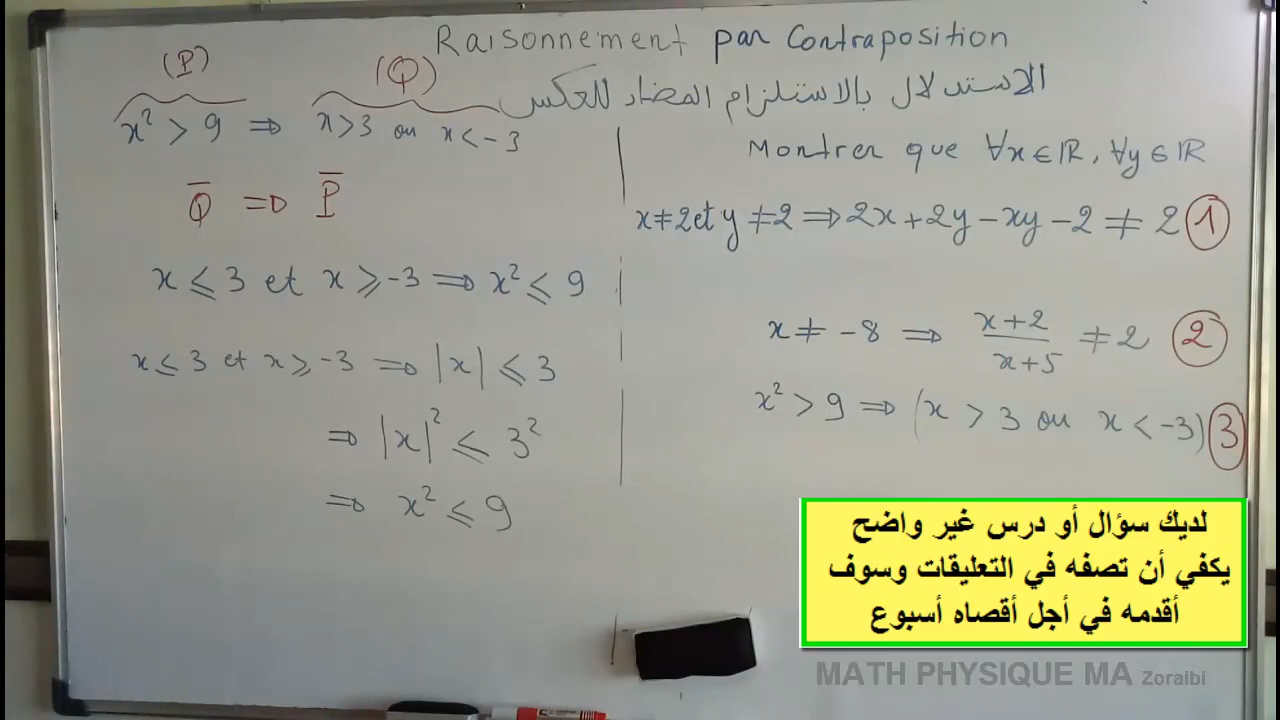 Raisonnement par Contraposition
الاستدلال بالاستلزام المضاد للعكس
(P) (Q)
x² > 9 ⇒ x > 3 ou x < -3
Q̅ ⇒ P̅
x ⩽ 3 et x ⩾ -3 ⇒ x² ⩽ 9
x ⩽ 3 et x ⩾ -3 ⇒ |x| ⩽ 3
⇒ |x|² ⩽ 3²
⇒ x² ⩽ 9
Montrer que ∀x ∈ ℝ, ∀y ∈ ℝ
x ≠ 2 et y ≠ 2 ⇒ 2x + 2y - xy - 2 ≠ 2 ①
x ≠ -8 ⇒ (x+2)/(x+5) ≠ 2 ②
x² > 9 ⇒ (x > 3 ou x < -3) ③
لديك سؤال أو درس غير واضح
يكفي أن تصفه في التعليقات وسوف
أقدمه في أجل أقصاه أسبوع
MATH PHYSIQUE MA Zoraibi